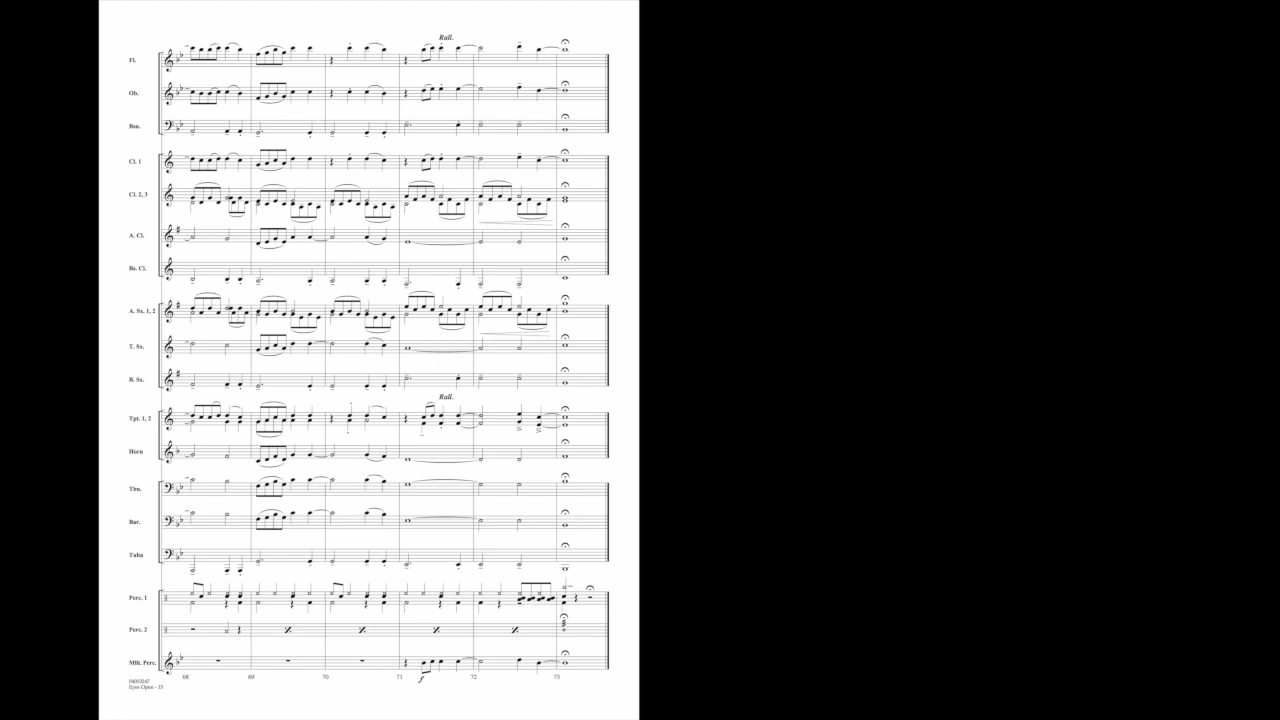 Rall.
Fl.
Ob.
Bsn.
Cl. 1
Cl. 2, 3
A. Cl.
Bs. Cl.
A. Sx. 1, 2
T. Sx.
B. Sx.
Rall.
Tpt. 1, 2
Horn
Tbn.
Bar.
Tuba
Perc. 1
Perc. 2
Mlt. Perc.
f
68 69 70 71 72 73
Eyes Open - 15